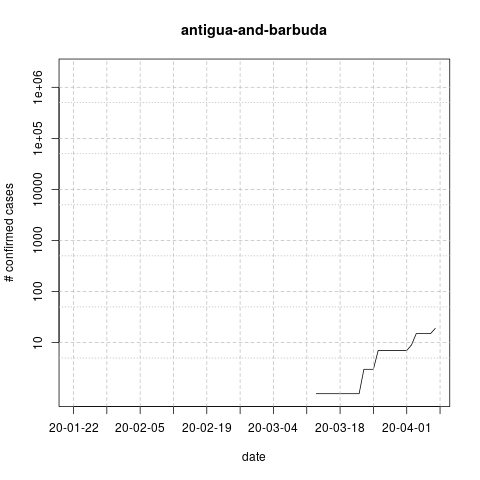 antigua-and-barbuda
# confirmed cases
1e+06
1e+05
10000
1000
100
10
20-01-22 20-02-05 20-02-19 20-03-04 20-03-18 20-04-01
date